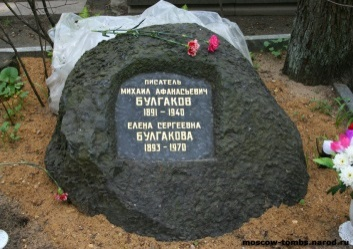 ПИСАТЕЛЬ
МИХАИЛ АФАНАСЬЕВИЧ
БУЛГАКОВ
1891 – 1940
ЕЛЕНА СЕРГЕЕВНА
БУЛГАКОВА
1893 – 1970
moscow-tombs.narod.ru